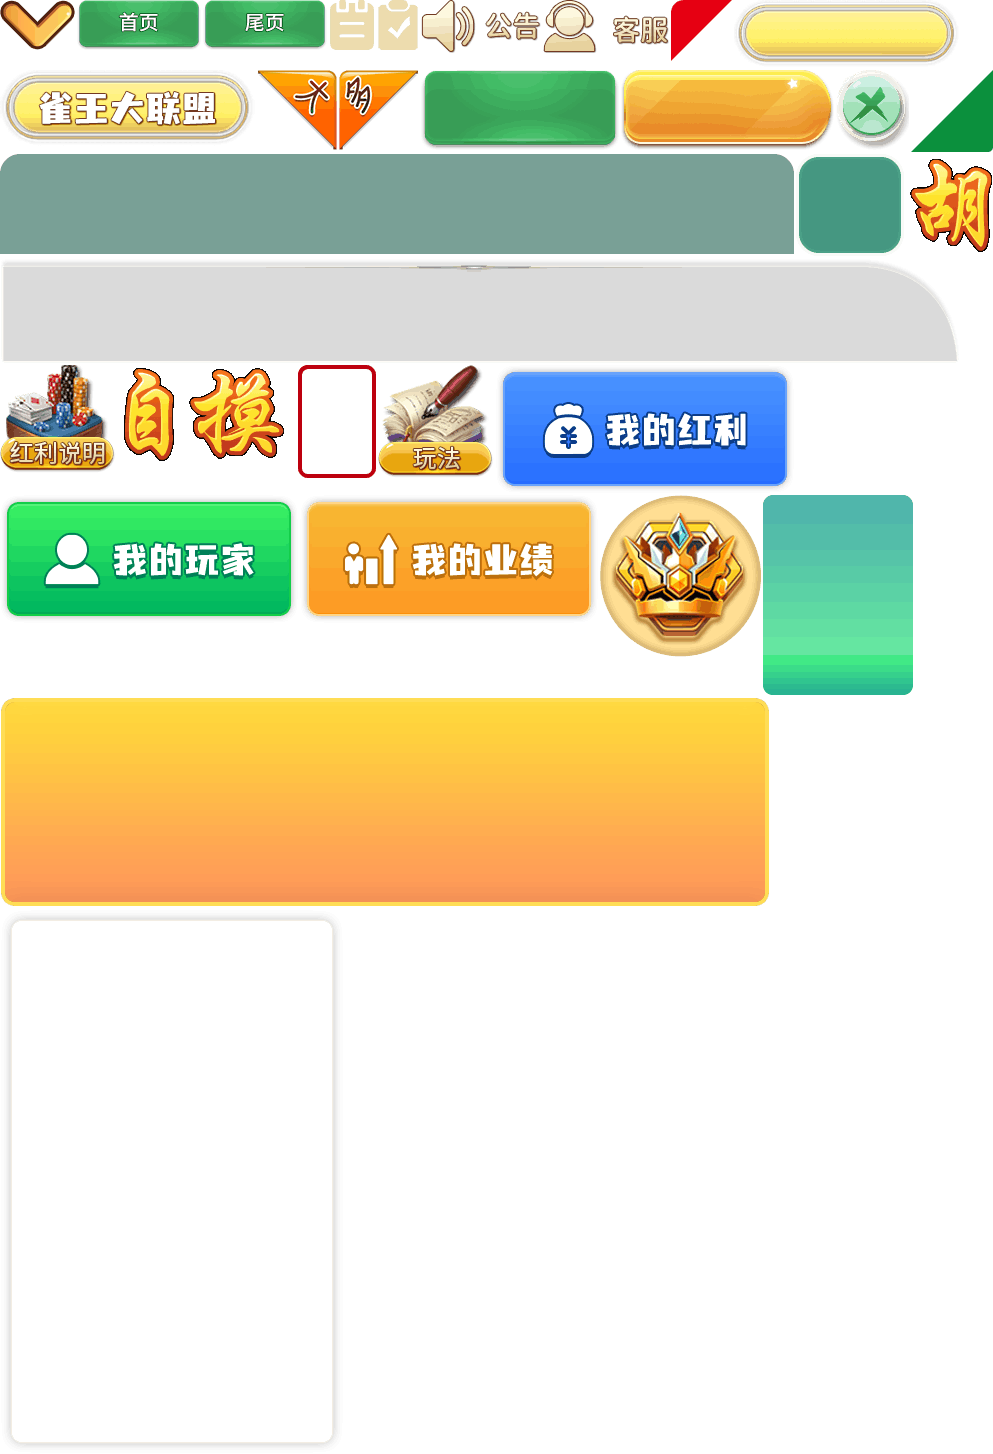 首页
尾页
公告
客服
雀王大联盟
大
多
胡
红利说明
自摸
玩法
我的红利
我的玩家
我的业绩